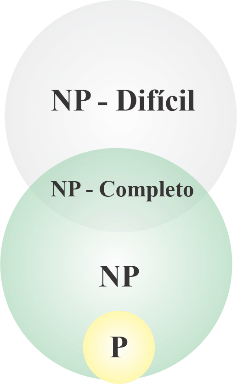 NP - Difícil
NP - Completo
NP
P